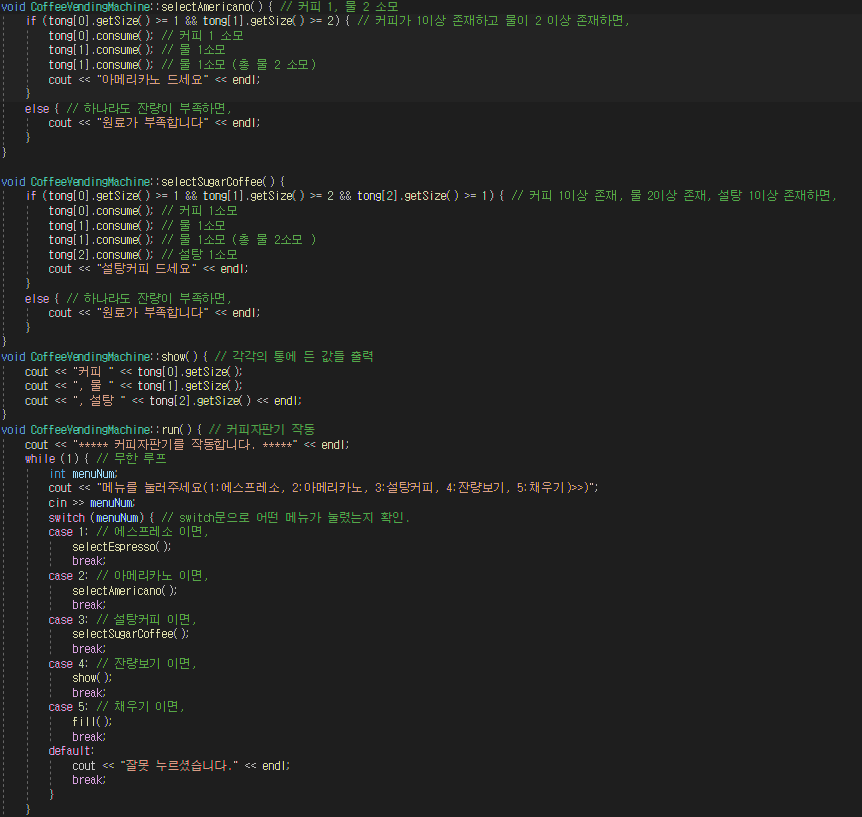 void CoffeeVendingMachine::selectAmericano() { // 커피 1, 물 2 소모
if (tong[0].getSize() >= 1 && tong[1].getSize() >= 2) { // 커피가 1이상 존재하고 물이 2 이상 존재하면,
tong[0].consume(); // 커피 1 소모
tong[1].consume(); // 물 1소모
tong[1].consume(); // 물 1소모 (총 물 2 소모)
cout << "아메리카노 드세요" << endl;
}
else { // 하나라도 잔량이 부족하면,
cout << "원료가 부족합니다" << endl;
}
}
void CoffeeVendingMachine::selectSugarCoffee() {
if (tong[0].getSize() >= 1 && tong[1].getSize() >= 2 && tong[2].getSize() >= 1) { // 커피 1이상 존재, 물 2이상 존재, 설탕 1이상 존재하면,
tong[0].consume(); // 커피 1소모
tong[1].consume(); // 물 1소모
tong[1].consume(); // 물 1소모 (총 물 2소모 )
tong[2].consume(); // 설탕 1소모
cout << "설탕커피 드세요" << endl;
}
else { // 하나라도 잔량이 부족하면,
cout << "원료가 부족합니다" << endl;
}
}
void CoffeeVendingMachine::show() { // 각각의 통에 든 값들 출력
cout << "커피 " << tong[0].getSize();
cout << ", 물 " << tong[1].getSize();
cout << ", 설탕 " << tong[2].getSize() << endl;
}
void CoffeeVendingMachine::run() { // 커피자판기 작동
cout << "***** 커피자판기를 작동합니다. *****" << endl;
while (1) { // 무한 루프
int menuNum;
cout << "메뉴를 눌러주세요(1:에스프레소, 2:아메리카노, 3:설탕커피, 4:잔량보기, 5:채우기)>>)";
cin >> menuNum;
switch (menuNum) { // switch문으로 어떤 메뉴가 눌렸는지 확인.
case 1: // 에스프레소 이면,
selectEspresso();
break;
case 2: // 아메리카노 이면,
selectAmericano();
break;
case 3: // 설탕커피 이면,
selectSugarCoffee();
break;
case 4: // 잔량보기 이면,
show();
break;
case 5: // 채우기 이면,
fill();
break;
default:
cout << "잘못 누르셨습니다." << endl;
break;
}
}